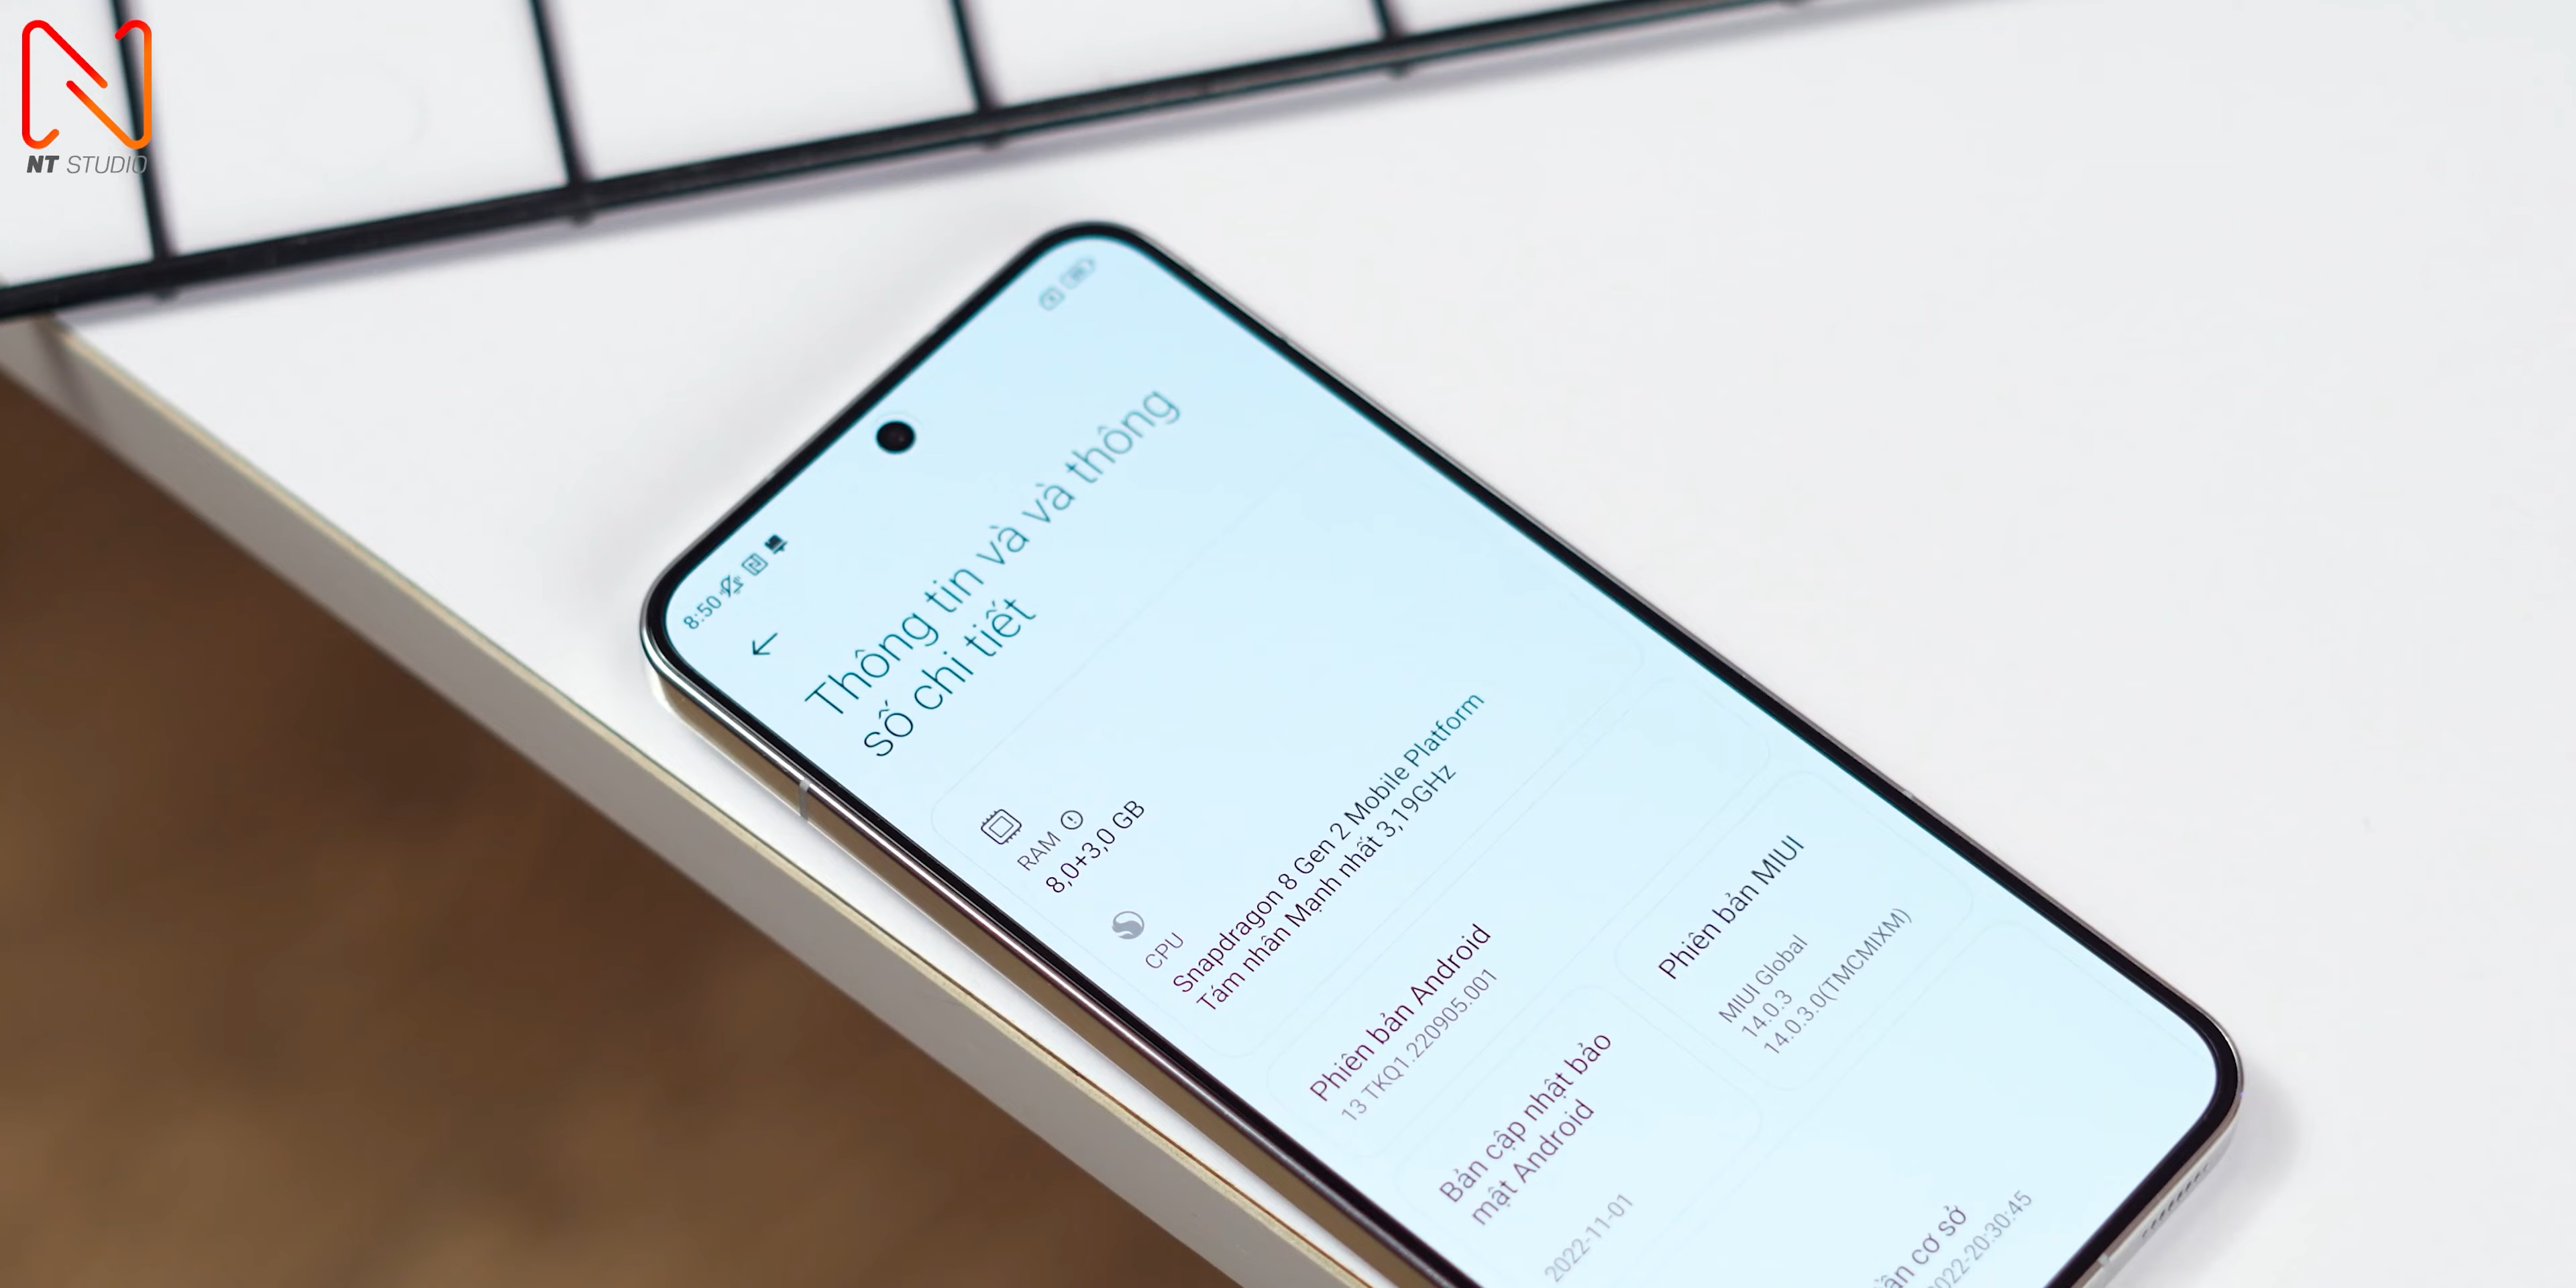 NT STUDIO
8:50
Thông tin và và thông
số chi tiết
RAM
8,0+3,0 GB
CPU
Snapdragon 8 Gen 2 Mobile Platform
Tám nhân Mạnh nhất 3,19GHz
Phiên bản Android
13 TKQ1.220905.001
Phiên bản MIUI
MIUI Global
14.0.3
14.0.3.0(TMCMIXM)
Bản cập nhật bảo
mật Android
2022-11-01
cơ sở
2022-20:30:45